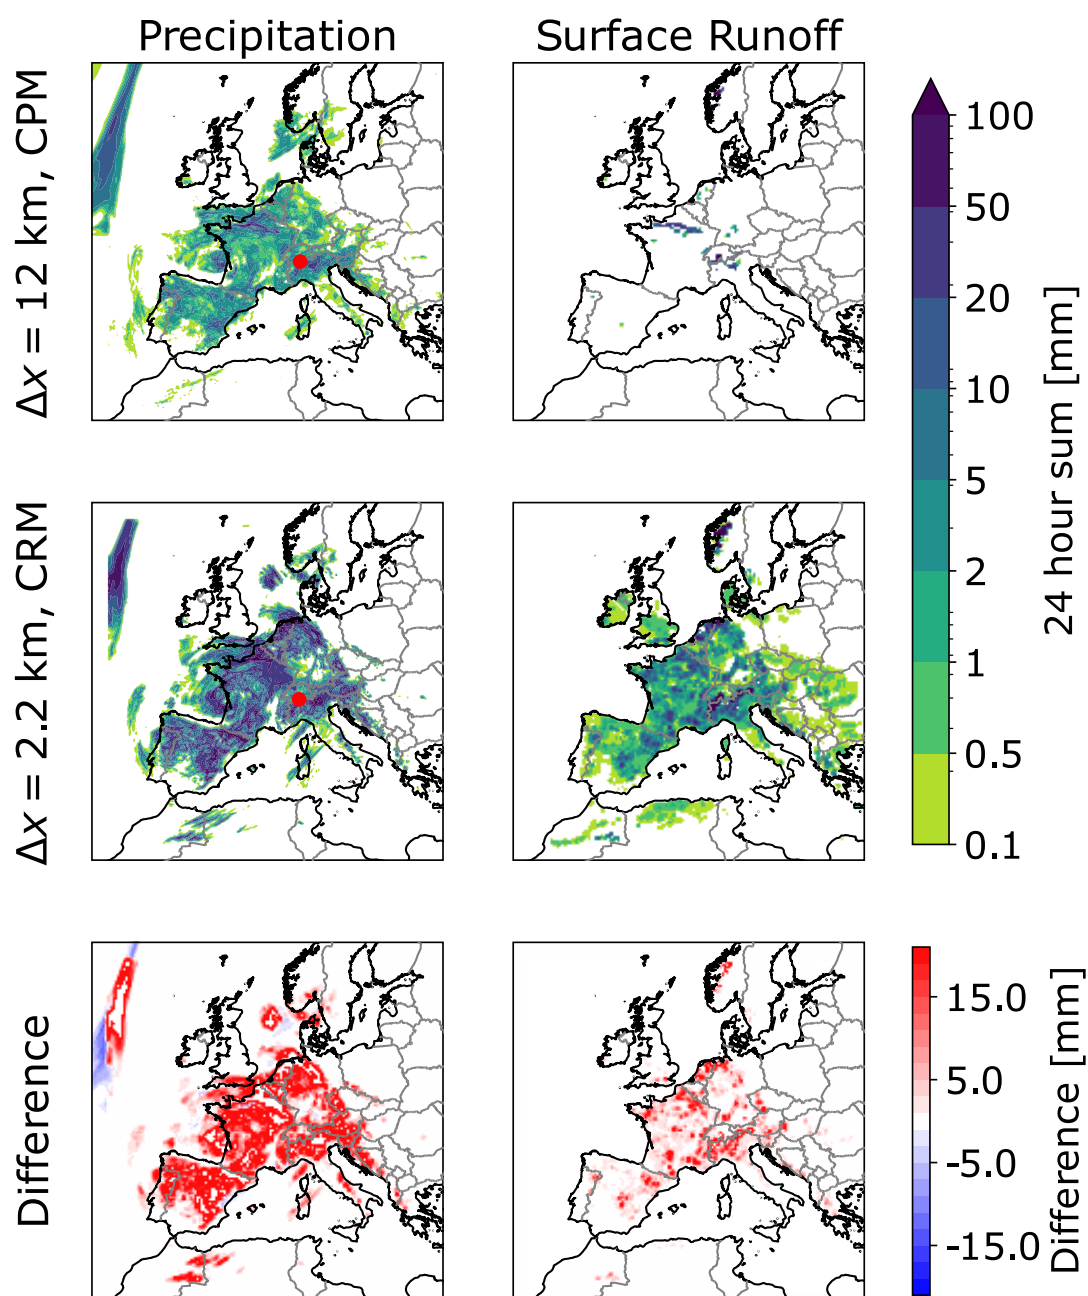 Precipitation
Surface Runoff
Δx = 12 km, CPM
Δx = 2.2 km, CRM
Difference
100
50
20
10
5
2
1
0.5
0.1
24 hour sum [mm]
15.0
5.0
-5.0
-15.0
Difference [mm]